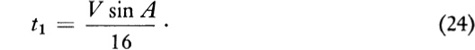 t₁ = V sin A / 16 · (24)